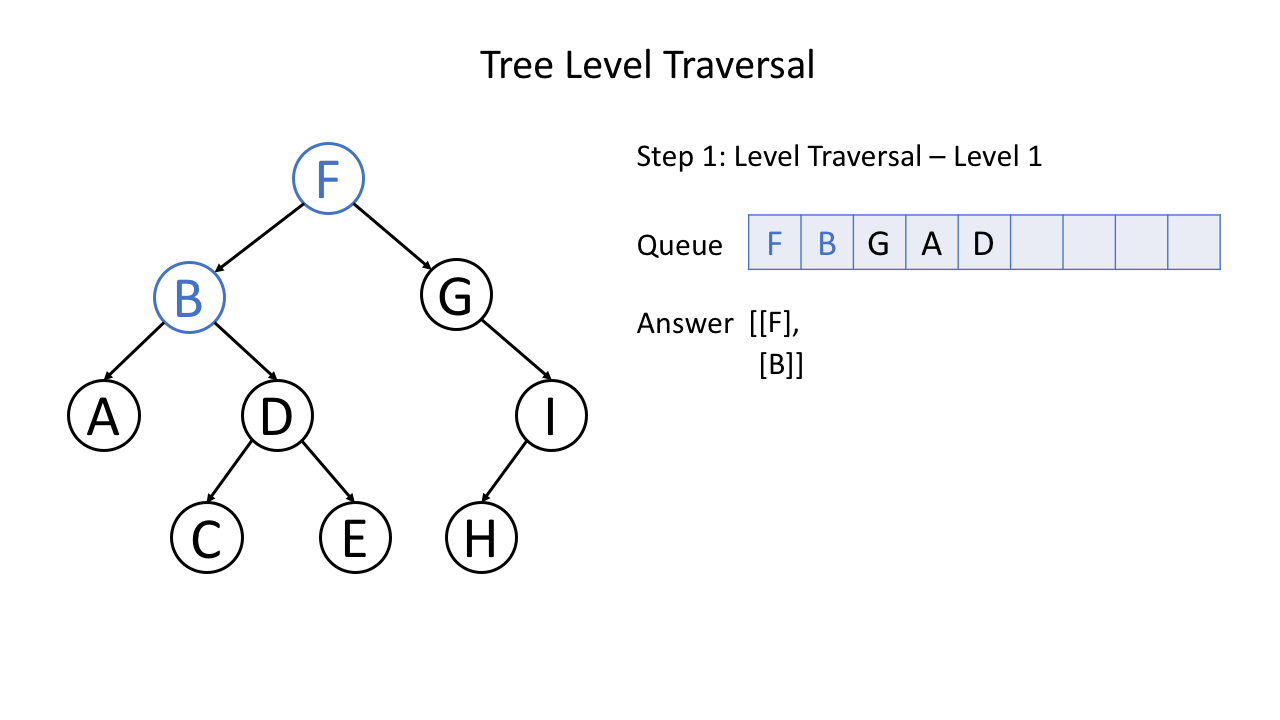 Tree Level Traversal
F
B G
A D I
C E H
Step 1: Level Traversal – Level 1
Queue F B G A D
Answer [[F],
[B]]